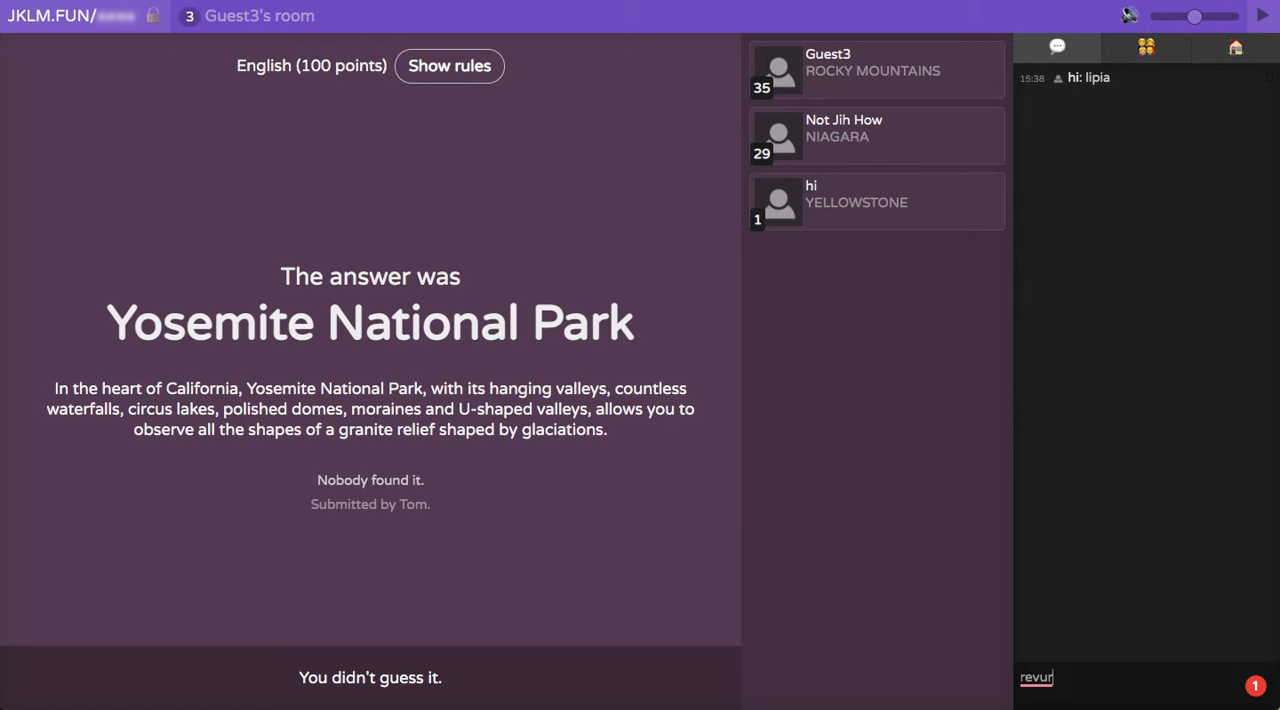 JKLM.FUN/
3 Guest3's room
English (100 points) Show rules
The answer was
Yosemite National Park
In the heart of California, Yosemite National Park, with its hanging valleys, countless
waterfalls, circus lakes, polished domes, moraines and U-shaped valleys, allows you to
observe all the shapes of a granite relief shaped by glaciations.
Nobody found it.
Submitted by Tom.
You didn't guess it.
Guest3
ROCKY MOUNTAINS
35
Not Jih How
NIAGARA
29
hi
YELLOWSTONE
1
15:38 hi: lipia
revur
1